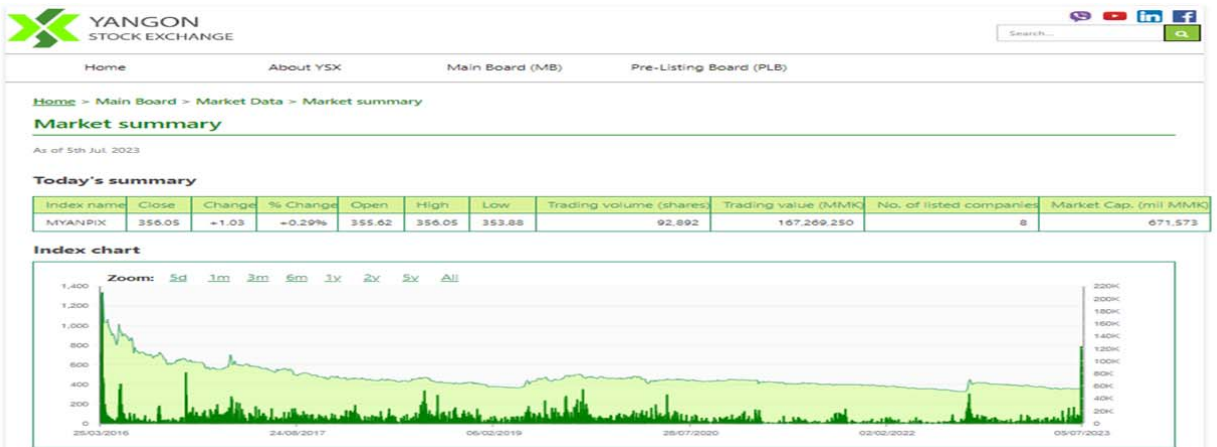 YANGON
STOCK EXCHANGE
Search...
Home About YSX Main Board (MB) Pre-Listing Board (PLB)
Home > Main Board > Market Data > Market summary
Market summary
As of 5th Jul. 2023
Today's summary
Index name Close Change % Change Open High Low Trading volume (shares) Trading value (MMK) No. of listed companies Market Cap. (mil MMK)
MYANPIX 356.05 +1.03 +0.29% 355.62 356.05 353.88 92,892 167,269,250 8 671,573
Index chart
Zoom: 5d 1m 3m 6m 1y 2y 5y All
1,400 220K
1,200 200K
180K
1,000 160K
140K
800 120K
600 100K
80K
400 60K
200 40K
20K
0 0
25/03/2016 24/08/2017 06/02/2019 28/07/2020 02/02/2022 05/07/2023